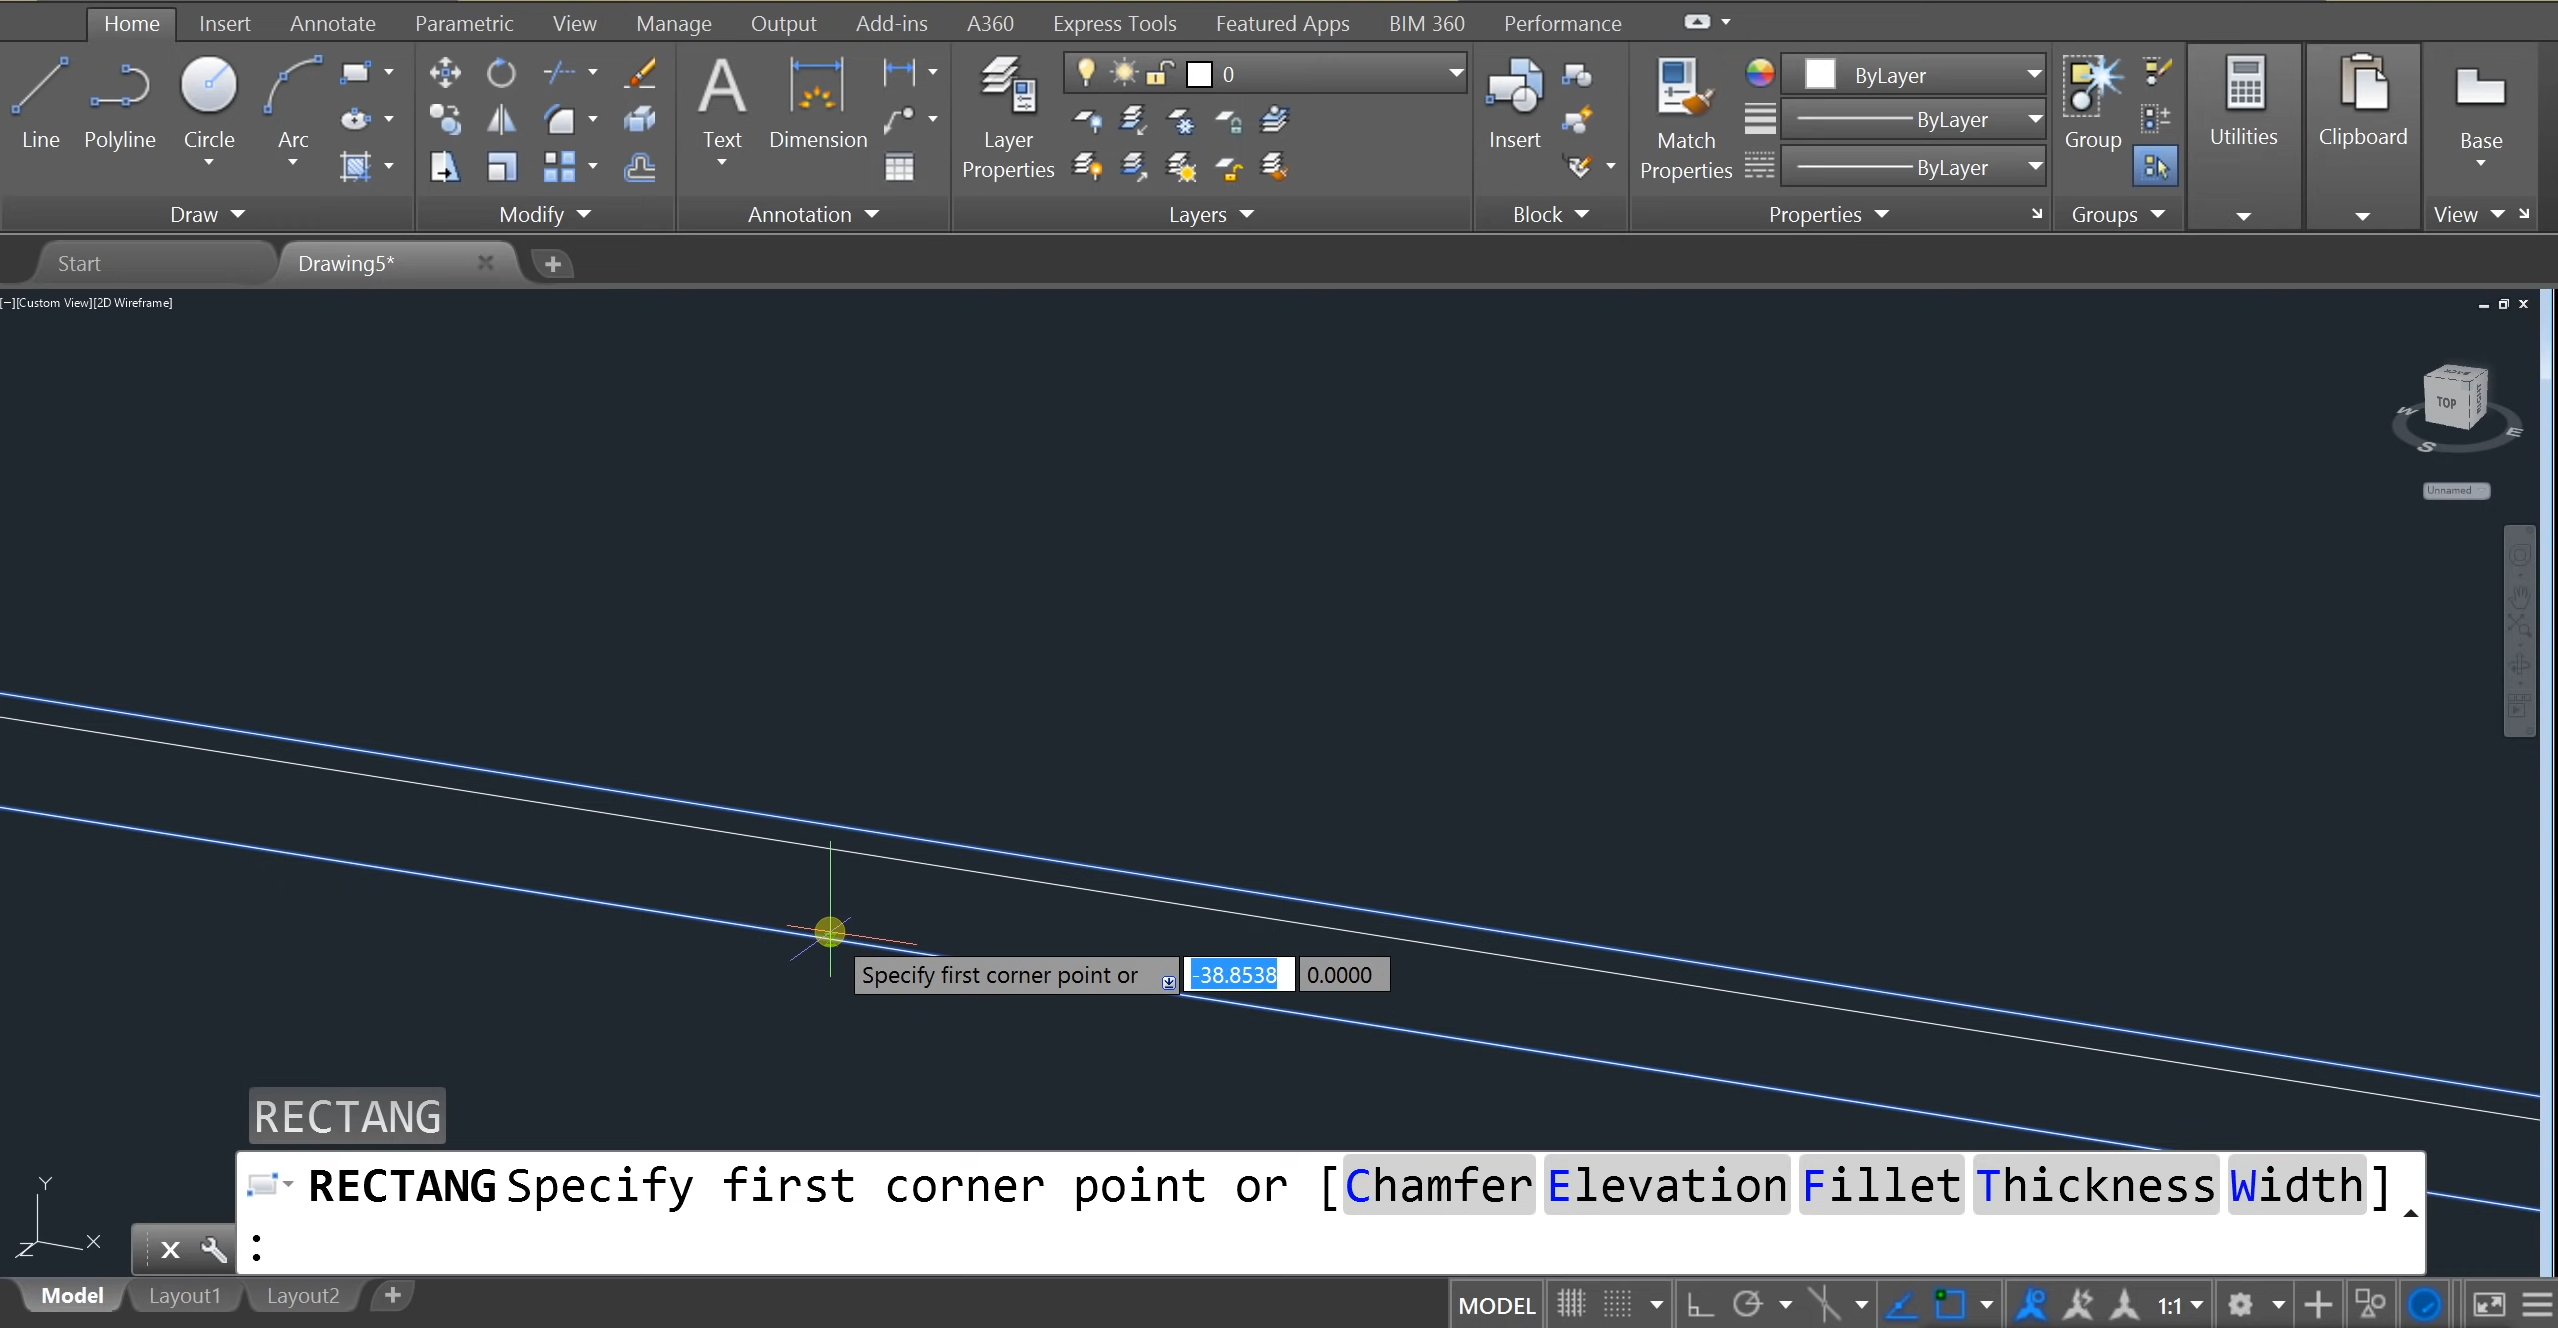 Home Insert Annotate Parametric View Manage Output Add-ins A360 Express Tools Featured Apps BIM 360 Performance
0
ByLayer
Line Polyline Circle Arc Text Dimension Layer Properties Insert Match Properties ByLayer Group Utilities Clipboard Base
ByLayer
Draw Modify Annotation Layers Block Properties Groups View
Start Drawing5*
[−][Custom View][2D Wireframe]
BACK
TOP
W
E
S
Unnamed
Specify first corner point or -38.8538 0.0000
RECTANG
RECTANG Specify first corner point or [Chamfer Elevation Fillet Thickness Width]
:
Y
X
Z
Model Layout1 Layout2 MODEL 1:1